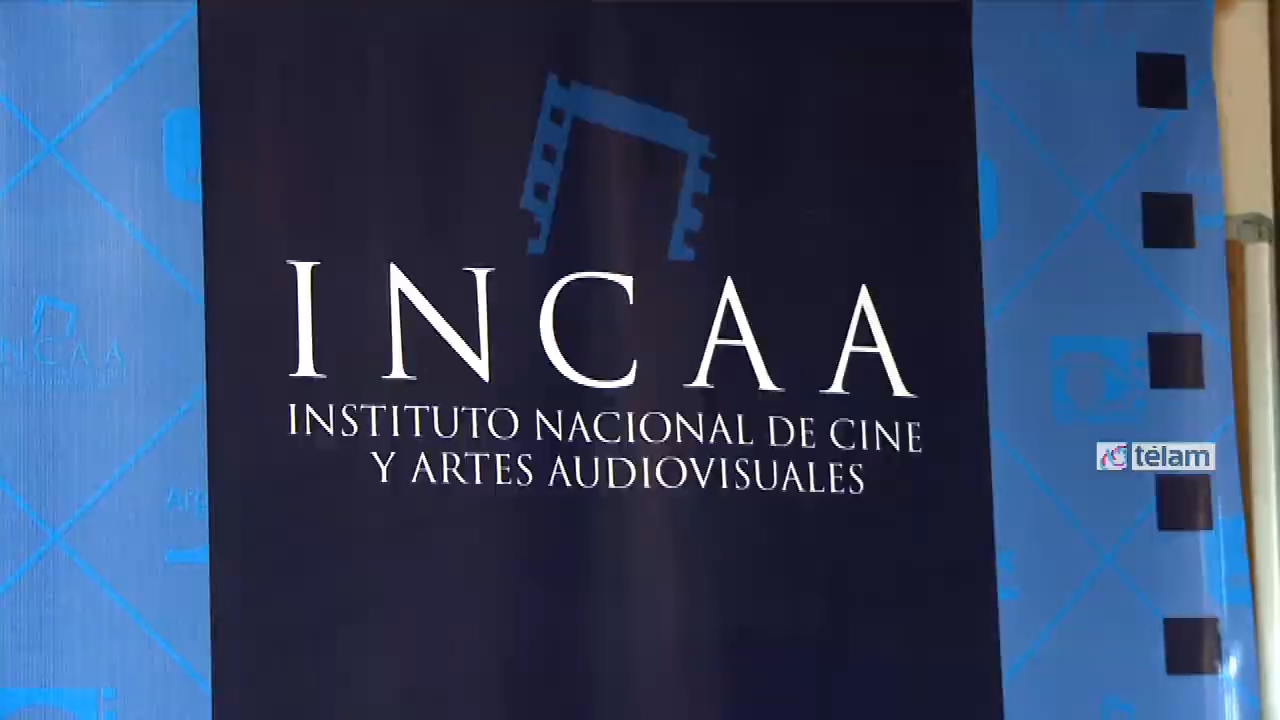 INCAA
INSTITUTO NACIONAL DE CINE
Y ARTES AUDIOVISUALES
télam